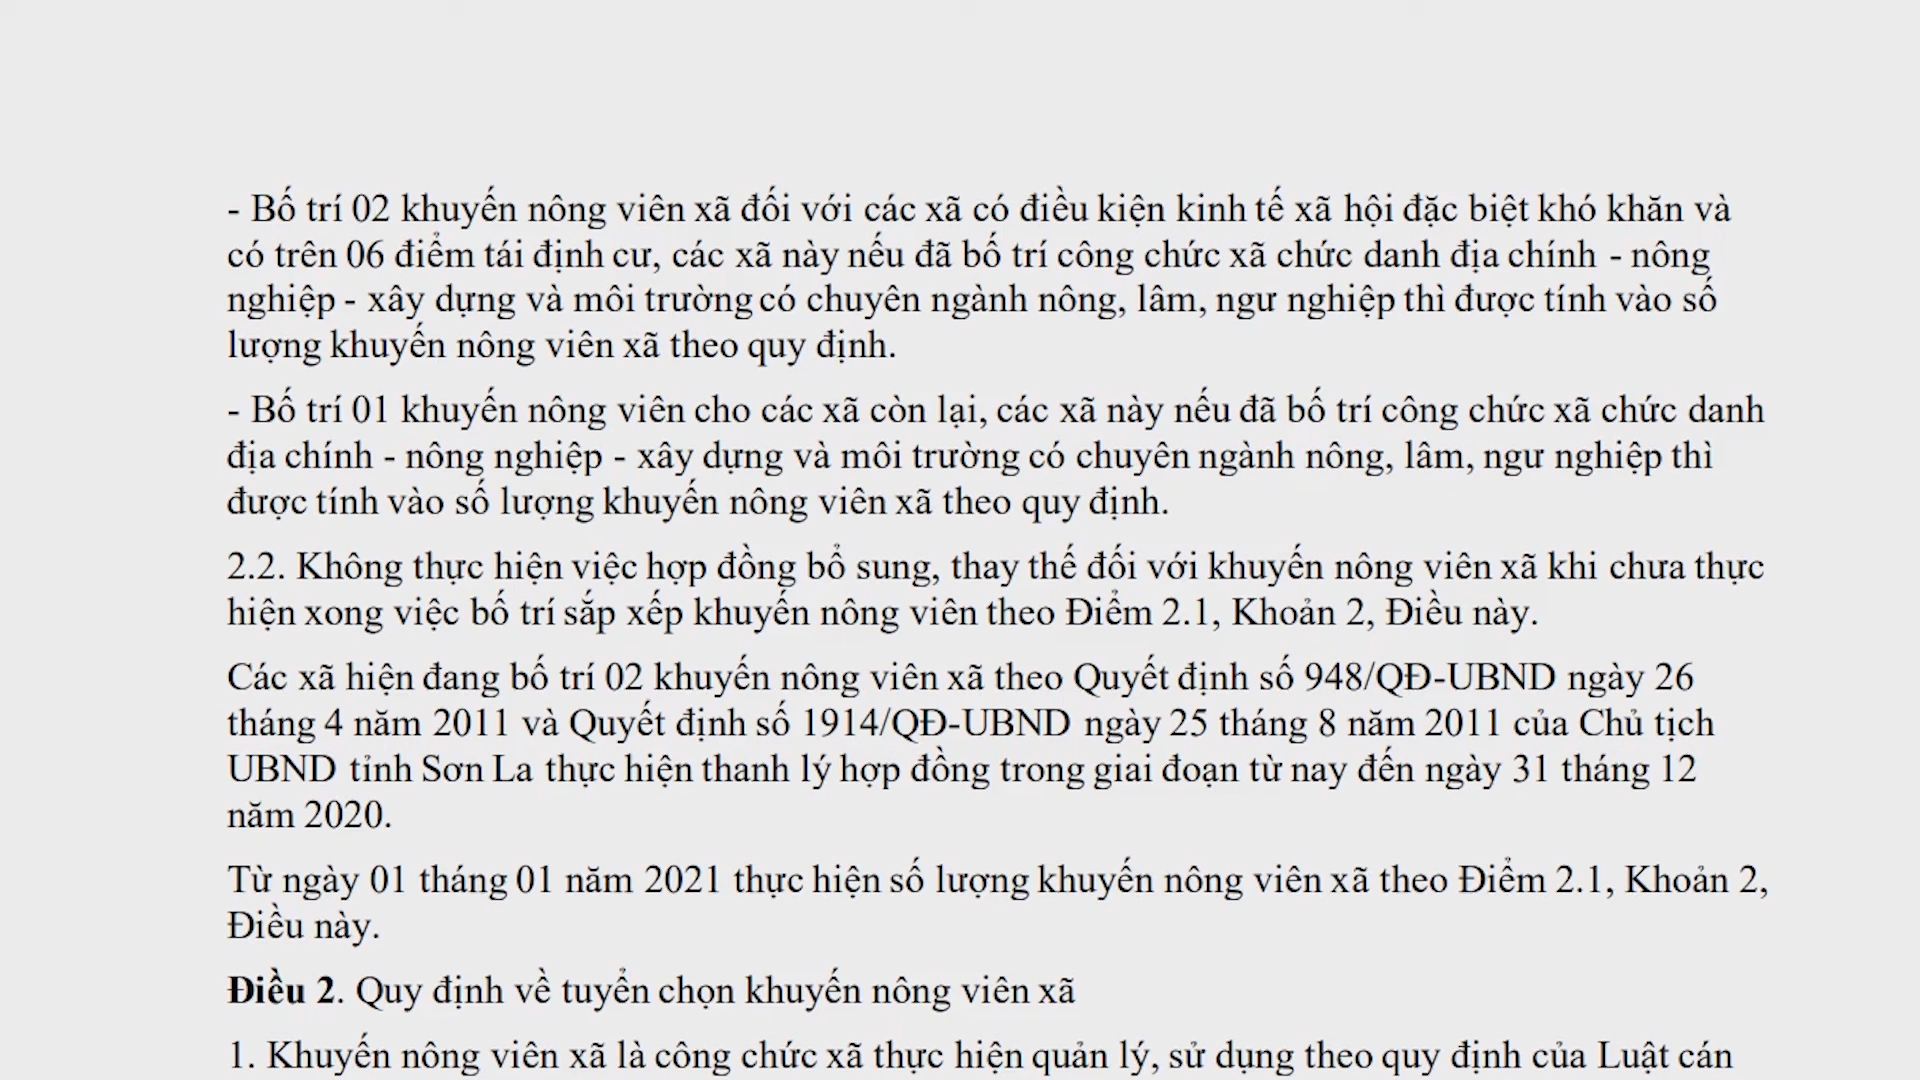 - Bố trí 02 khuyến nông viên xã đối với các xã có điều kiện kinh tế xã hội đặc biệt khó khăn và
có trên 06 điểm tái định cư, các xã này nếu đã bố trí công chức xã chức danh địa chính - nông
nghiệp - xây dựng và môi trường có chuyên ngành nông, lâm, ngư nghiệp thì được tính vào số
lượng khuyến nông viên xã theo quy định.
- Bố trí 01 khuyến nông viên cho các xã còn lại, các xã này nếu đã bố trí công chức xã chức danh
địa chính - nông nghiệp - xây dựng và môi trường có chuyên ngành nông, lâm, ngư nghiệp thì
được tính vào số lượng khuyến nông viên xã theo quy định.
2.2. Không thực hiện việc hợp đồng bổ sung, thay thế đối với khuyến nông viên xã khi chưa thực
hiện xong việc bố trí sắp xếp khuyến nông viên theo Điểm 2.1, Khoản 2, Điều này.
Các xã hiện đang bố trí 02 khuyến nông viên xã theo Quyết định số 948/QĐ-UBND ngày 26
tháng 4 năm 2011 và Quyết định số 1914/QĐ-UBND ngày 25 tháng 8 năm 2011 của Chủ tịch
UBND tỉnh Sơn La thực hiện thanh lý hợp đồng trong giai đoạn từ nay đến ngày 31 tháng 12
năm 2020.
Từ ngày 01 tháng 01 năm 2021 thực hiện số lượng khuyến nông viên xã theo Điểm 2.1, Khoản 2,
Điều này.
Điều 2. Quy định về tuyển chọn khuyến nông viên xã
1. Khuyến nông viên xã là công chức xã thực hiện quản lý, sử dụng theo quy định của Luật cán